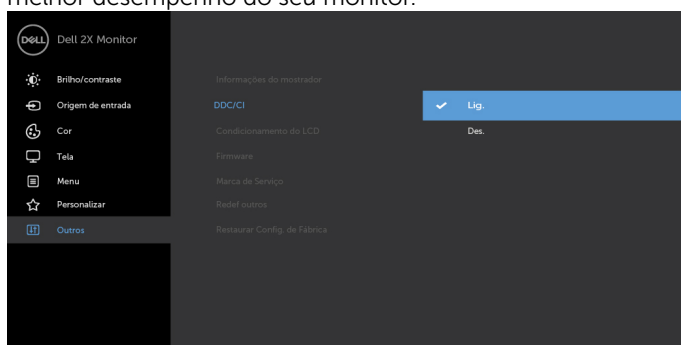 melhor desempenho do seu monitor.
DELL Dell 2X Monitor
Brilho/contraste
Origem de entrada
Cor
Tela
Menu
Personalizar
Outros
Informações do mostrador
DDC/CI
Condicionamento do LCD
Firmware
Marca de Serviço
Redef outros
Restaurar Config. de Fábrica
Lig.
Des.